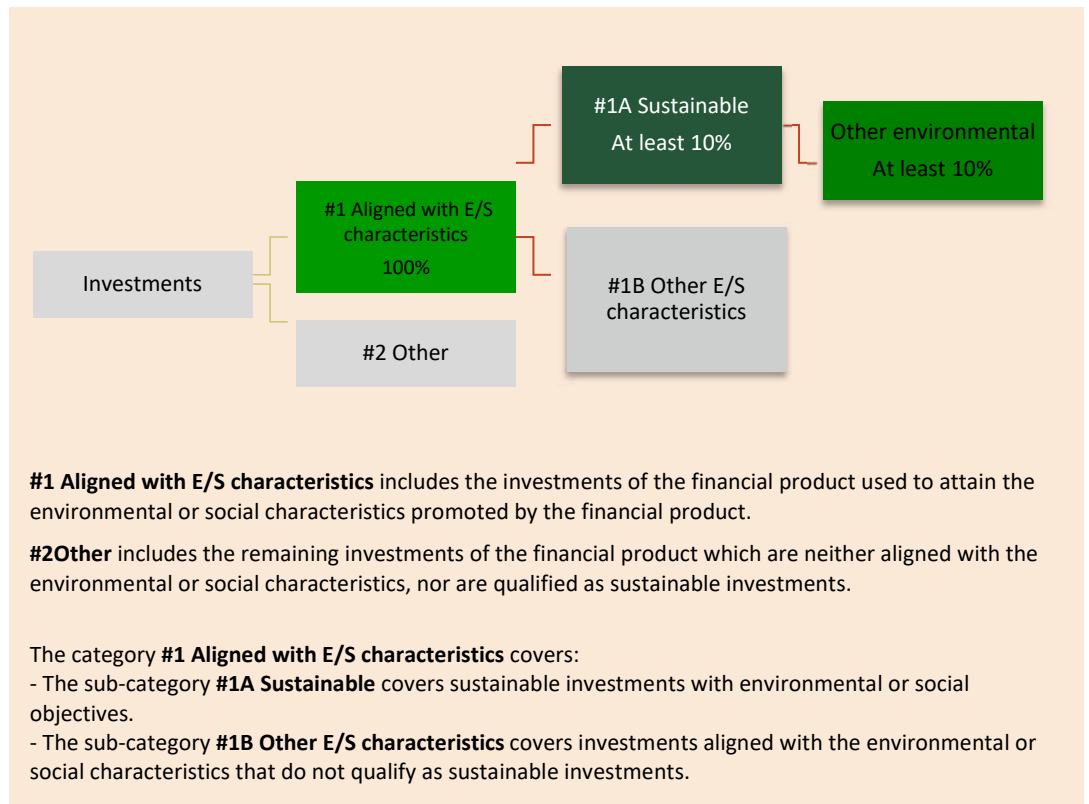 #1A Sustainable
At least 10%
Other environmental
At least 10%
#1 Aligned with E/S
characteristics
100%
Investments
#1B Other E/S
characteristics
#2 Other
#1 Aligned with E/S characteristics includes the investments of the financial product used to attain the
environmental or social characteristics promoted by the financial product.
#2Other includes the remaining investments of the financial product which are neither aligned with the
environmental or social characteristics, nor are qualified as sustainable investments.
The category #1 Aligned with E/S characteristics covers:
- The sub-category #1A Sustainable covers sustainable investments with environmental or social
objectives.
- The sub-category #1B Other E/S characteristics covers investments aligned with the environmental or
social characteristics that do not qualify as sustainable investments.